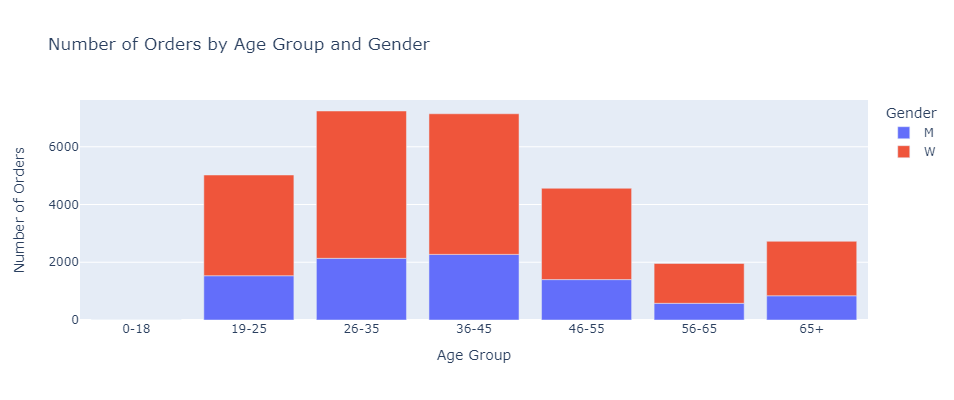 Number of Orders by Age Group and Gender
Gender
M
W
Number of Orders
6000
4000
2000
0
0-18 19-25 26-35 36-45 46-55 56-65 65+
Age Group